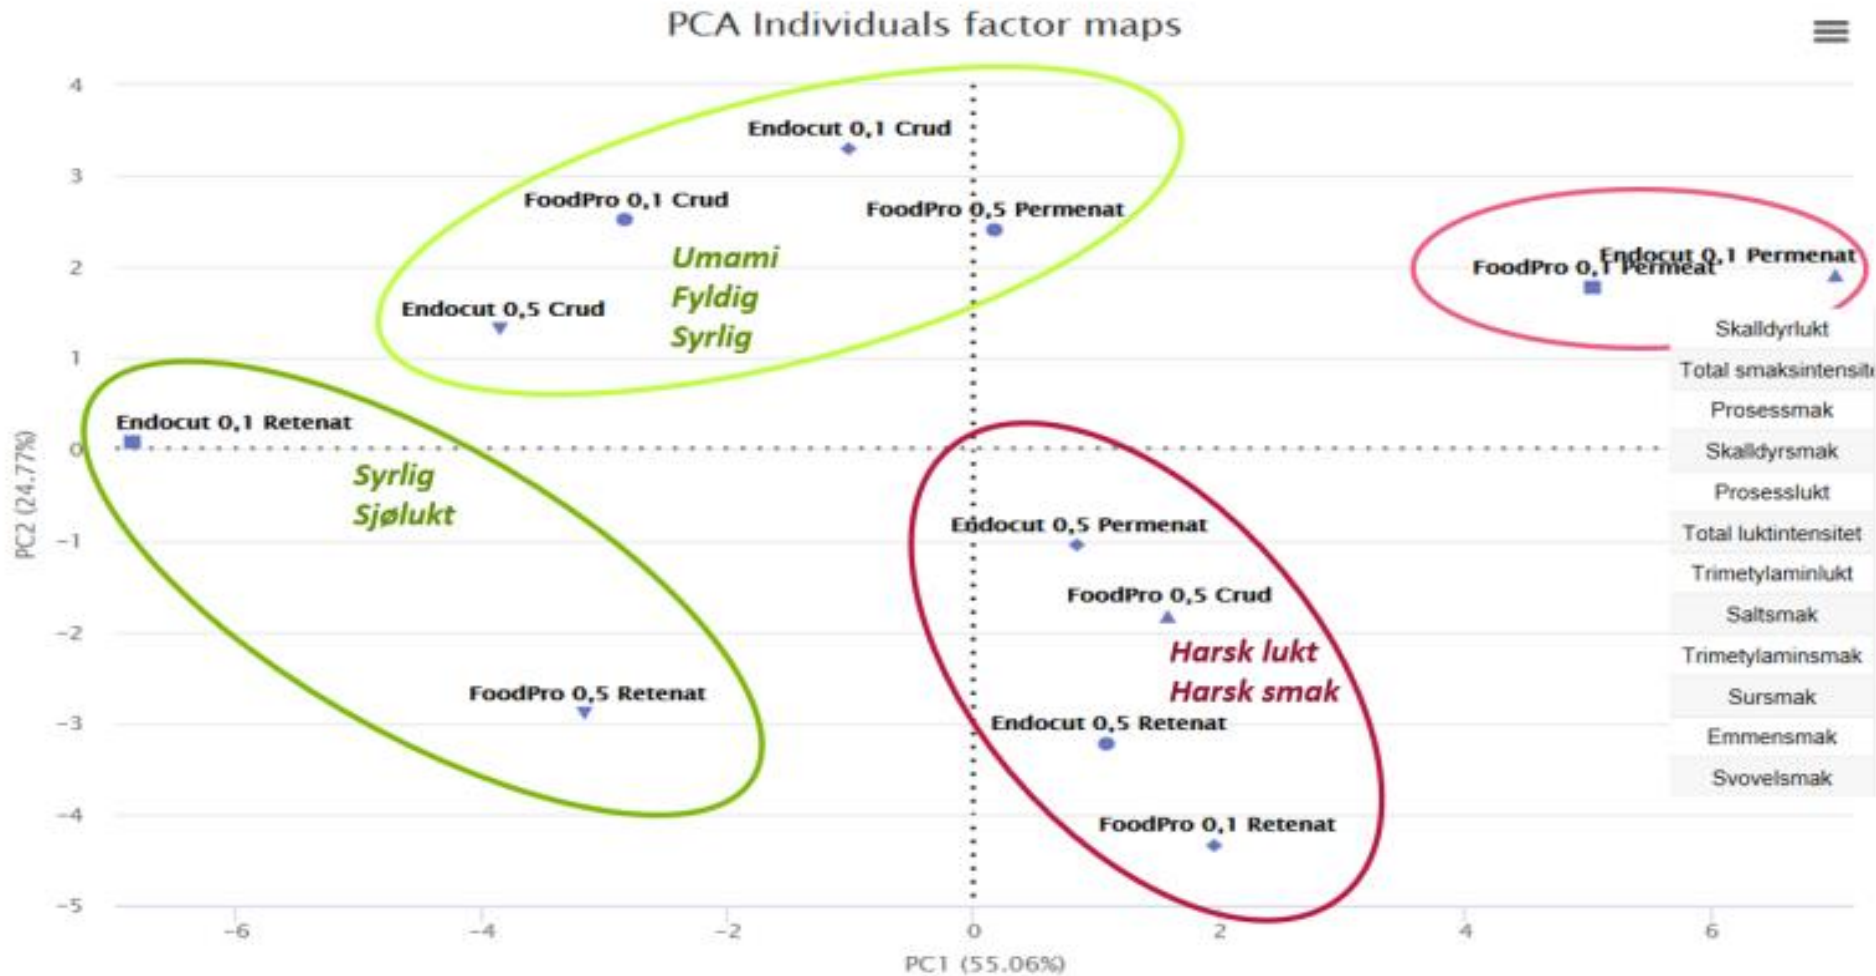 PCA Individuals factor maps
4
3
2
1
0
−1
−2
−3
−4
−5
PC2 (24.77%)
Endocut 0,1 Crud
FoodPro 0,1 Crud
FoodPro 0,5 Permenat
Endocut 0,5 Crud
Umami
Fyldig
Syrlig
Endocut 0,1 Permenat
FoodPro 0,1 Permeat
Endocut 0,1 Retenat
Syrlig
Sjølukt
FoodPro 0,5 Retenat
Endocut 0,5 Permenat
FoodPro 0,5 Crud
Harsk lukt
Harsk smak
Endocut 0,5 Retenat
FoodPro 0,1 Retenat
Skalldyrlukt
Total smaksintensit
Prosessmak
Skalldyrsmak
Prosesslukt
Total luktintensitet
Trimetylaminlukt
Saltsmak
Trimetylaminsmak
Sursmak
Emmensmak
Svovelsmak
−6
−4
−2
0
2
4
6
PC1 (55.06%)